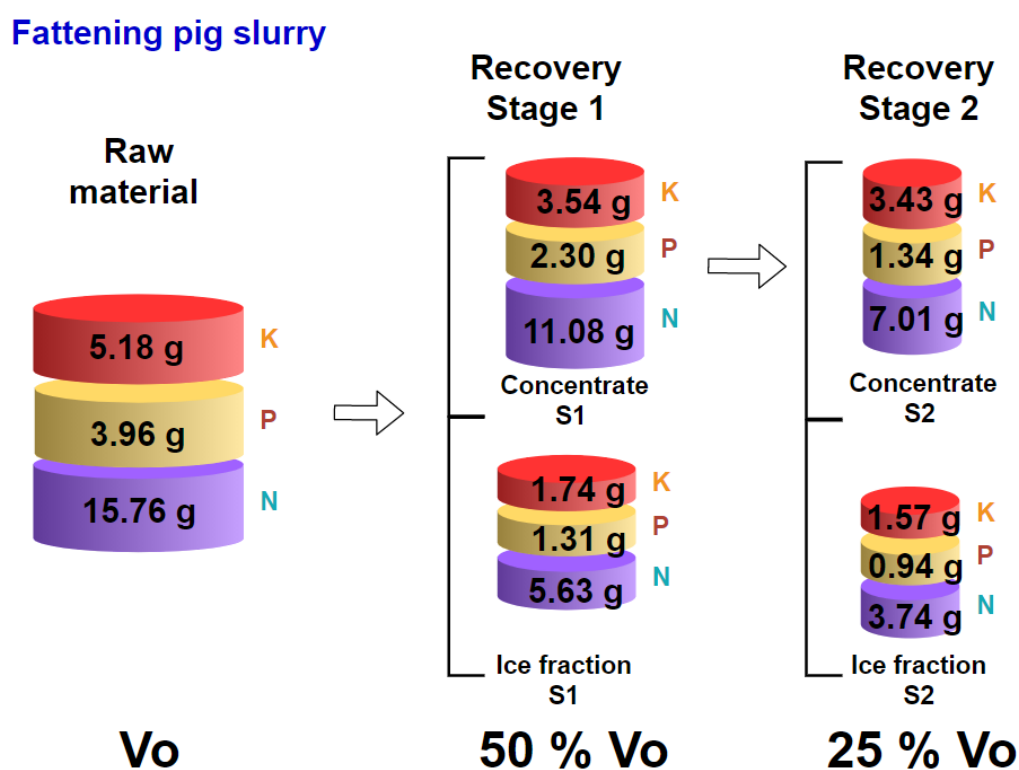 Fattening pig slurry
Raw
material
5.18 g
K
3.96 g
P
15.76 g
N
Vo
Recovery
Stage 1
3.54 g
K
2.30 g
P
11.08 g
N
Concentrate
S1
1.74 g
K
1.31 g
P
5.63 g
N
Ice fraction
S1
50 % Vo
Recovery
Stage 2
3.43 g
K
1.34 g
P
7.01 g
N
Concentrate
S2
1.57 g
K
0.94 g
P
3.74 g
N
Ice fraction
S2
25 % Vo